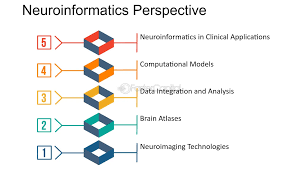 Neuroinformatics Perspective
5
Neuroinformatics in Clinical Applications
4
Computational Models
3
Data Integration and Analysis
2
Brain Atlases
1
Neuroimaging Technologies